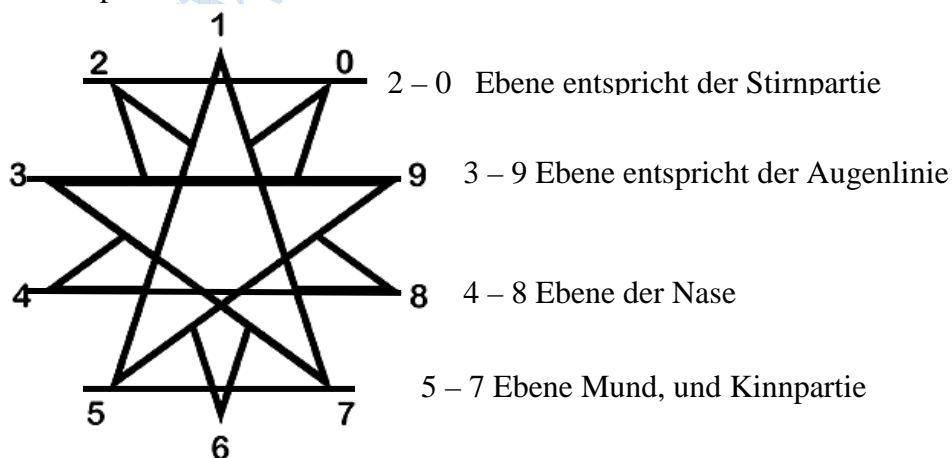 1
2 0 2 – 0 Ebene entspricht der Stirnpartie
3 9 3 – 9 Ebene entspricht der Augenlinie
4 8 4 – 8 Ebene der Nase
5 7 5 – 7 Ebene Mund, und Kinnpartie
6